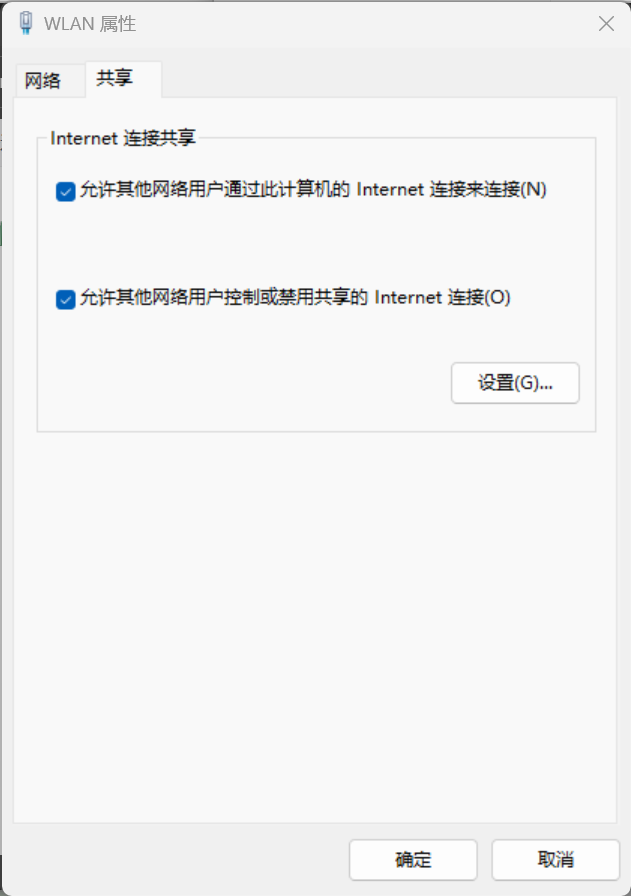 WLAN 属性
网络
共享
Internet 连接共享
允许其他网络用户通过此计算机的 Internet 连接来连接(N)
允许其他网络用户控制或禁用共享的 Internet 连接(O)
设置(G)...
确定
取消